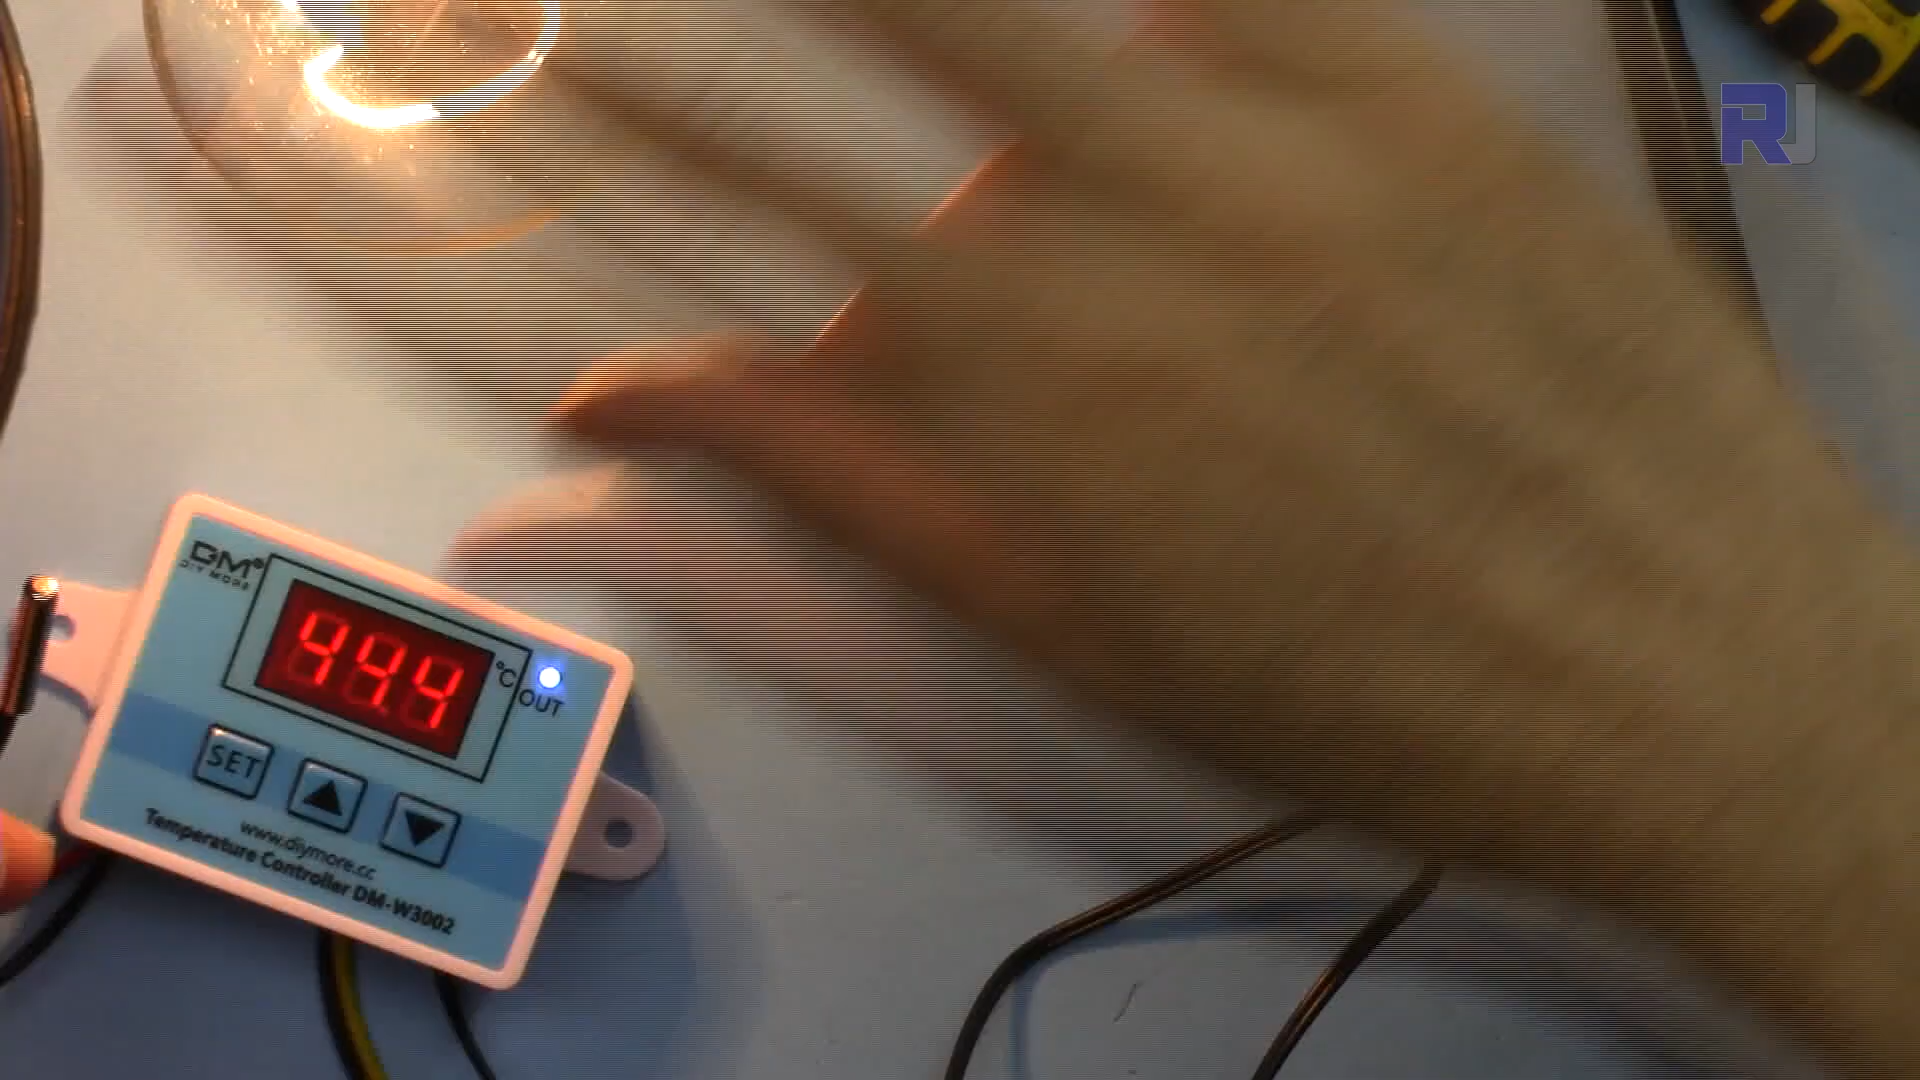 RJ
DM®
DIY MORE
44.4
°C
OUT
SET
www.diymore.cc
Temperature Controller DM-W3002